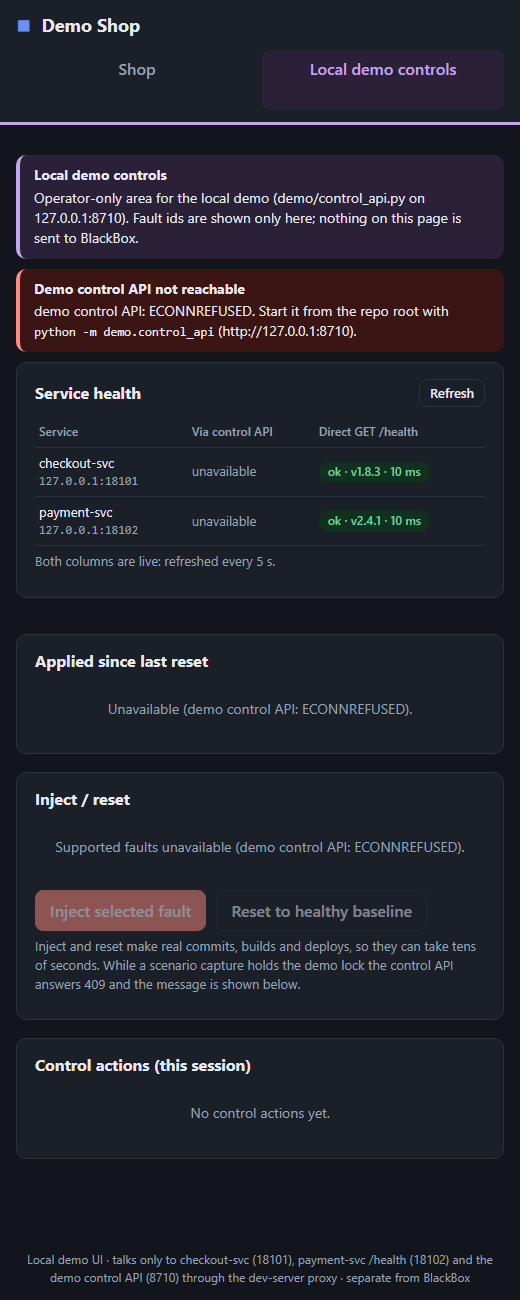 Demo Shop
Shop
Local demo controls
Local demo controls
Operator-only area for the local demo (demo/control_api.py on
127.0.0.1:8710). Fault ids are shown only here; nothing on this page is
sent to BlackBox.
Demo control API not reachable
demo control API: ECONNREFUSED. Start it from the repo root with
python -m demo.control_api (http://127.0.0.1:8710).
Service health
Refresh
Service Via control API Direct GET /health
checkout-svc
127.0.0.1:18101
unavailable
ok · v1.8.3 · 10 ms
payment-svc
127.0.0.1:18102
unavailable
ok · v2.4.1 · 10 ms
Both columns are live: refreshed every 5 s.
Applied since last reset
Unavailable (demo control API: ECONNREFUSED).
Inject / reset
Supported faults unavailable (demo control API: ECONNREFUSED).
Inject selected fault
Reset to healthy baseline
Inject and reset make real commits, builds and deploys, so they can take tens
of seconds. While a scenario capture holds the demo lock the control API
answers 409 and the message is shown below.
Control actions (this session)
No control actions yet.
Local demo UI · talks only to checkout-svc (18101), payment-svc /health (18102) and the
demo control API (8710) through the dev-server proxy · separate from BlackBox